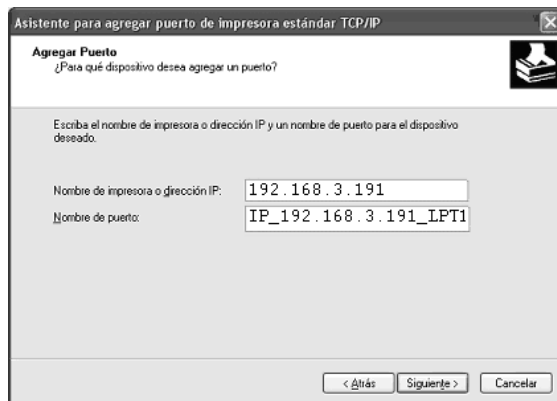 Asistente para agregar puerto de impresora estándar TCP/IP
Agregar Puerto
¿Para qué dispositivo desea agregar un puerto?
Escriba el nombre de impresora o dirección IP y un nombre de puerto para el dispositivo
deseado.
Nombre de impresora o dirección IP: 192.168.3.191
Nombre de puerto: IP_192.168.3.191_LPT1
< Atrás Siguiente > Cancelar